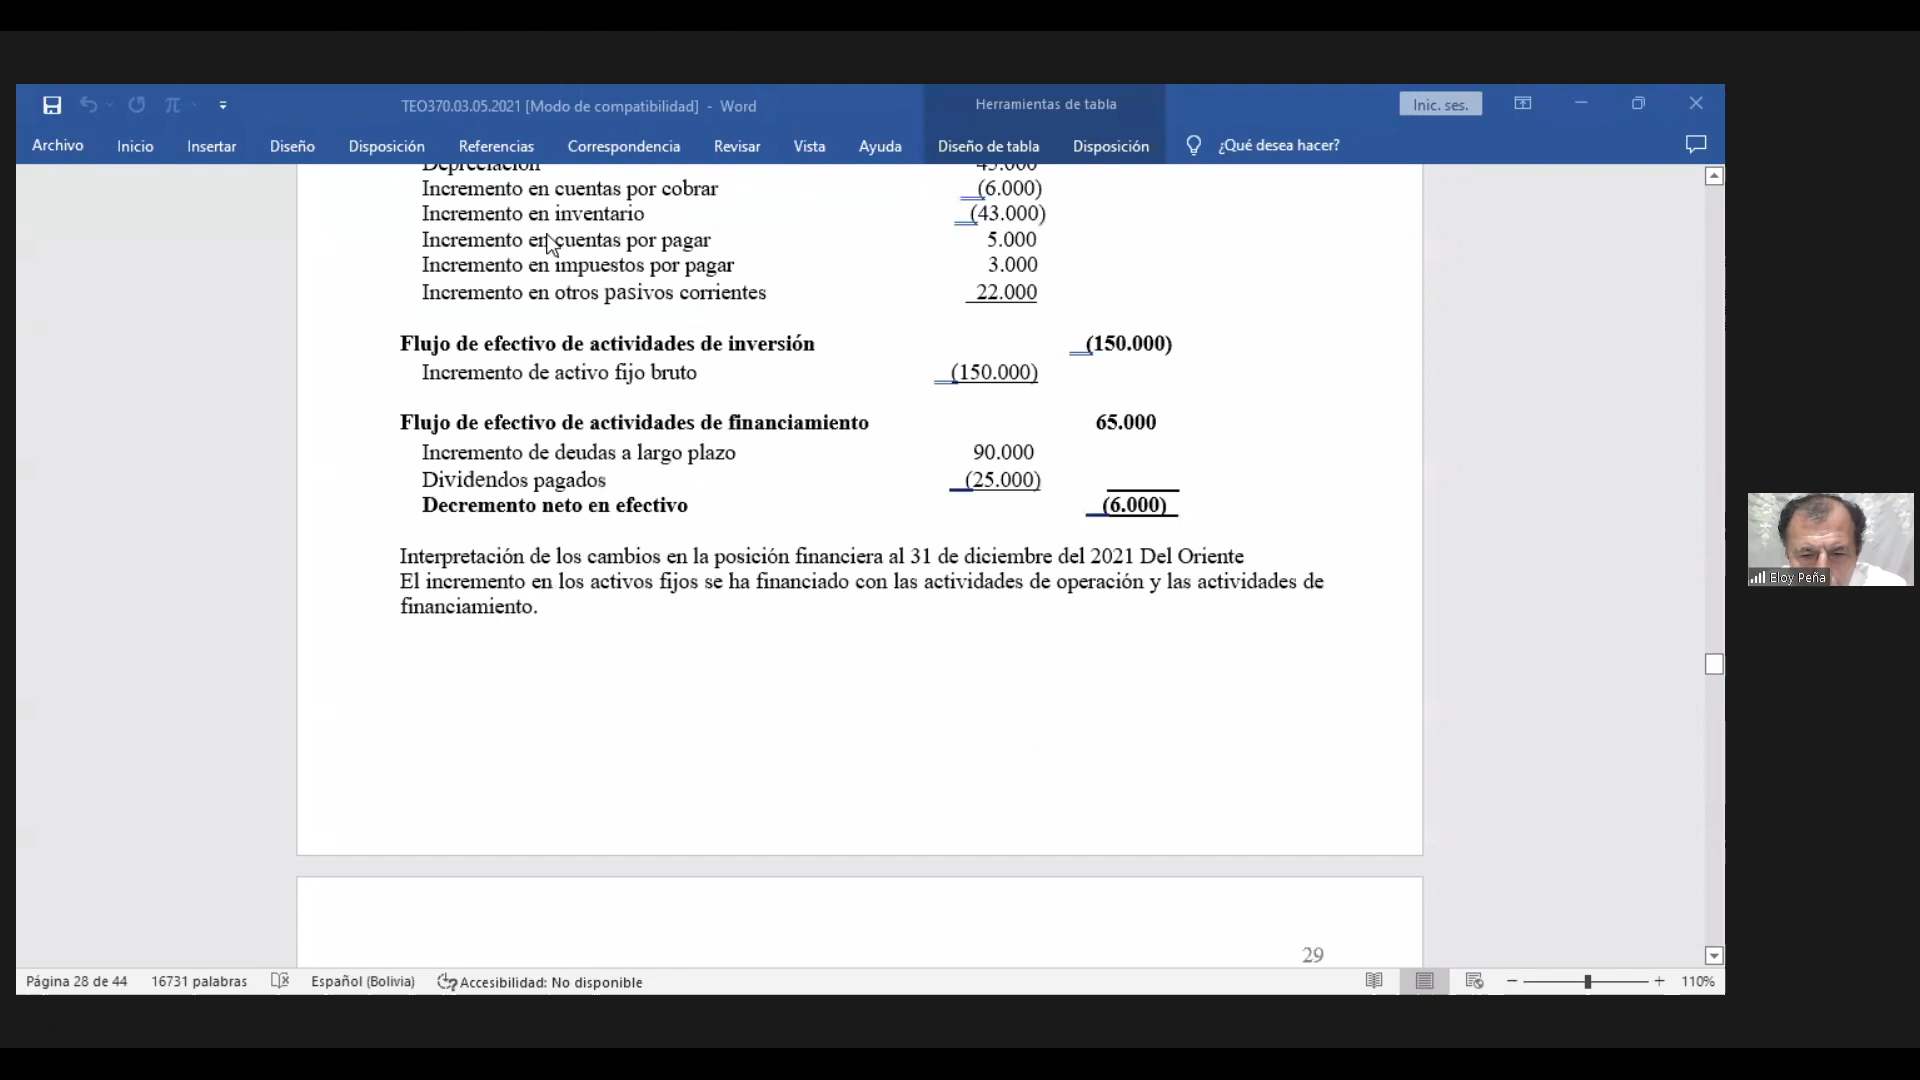 TEO370.03.05.2021 [Modo de compatibilidad] - Word
Herramientas de tabla
Inic. ses.
Archivo Inicio Insertar Diseño Disposición Referencias Correspondencia Revisar Vista Ayuda Diseño de tabla Disposición ¿Qué desea hacer?
Depreciación 45.000
Incremento en cuentas por cobrar (6.000)
Incremento en inventario (43.000)
Incremento en cuentas por pagar 5.000
Incremento en impuestos por pagar 3.000
Incremento en otros pasivos corrientes 22.000
Flujo de efectivo de actividades de inversión (150.000)
Incremento de activo fijo bruto (150.000)
Flujo de efectivo de actividades de financiamiento 65.000
Incremento de deudas a largo plazo 90.000
Dividendos pagados (25.000)
Decremento neto en efectivo (6.000)
Interpretación de los cambios en la posición financiera al 31 de diciembre del 2021 Del Oriente
El incremento en los activos fijos se ha financiado con las actividades de operación y las actividades de
financiamiento.
Eloy Peña
29
Página 28 de 44 16731 palabras Español (Bolivia) Accesibilidad: No disponible 110%